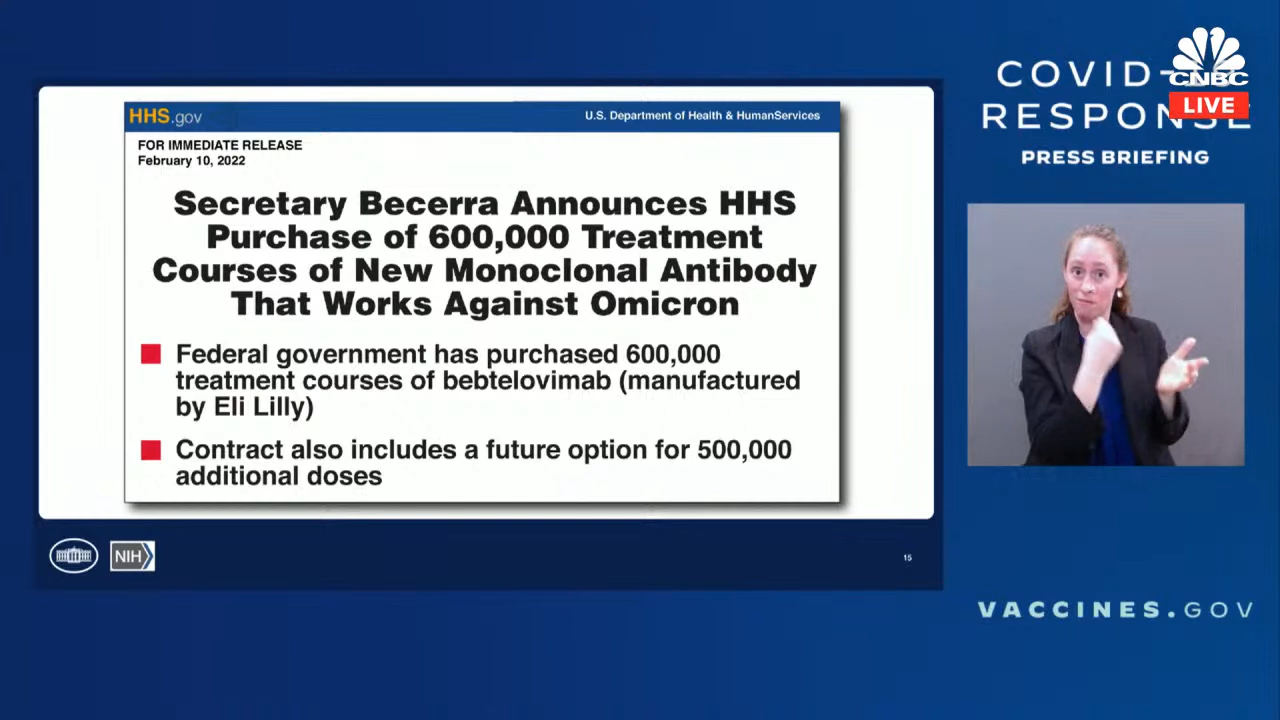 HHS.gov
U.S. Department of Health & HumanServices
FOR IMMEDIATE RELEASE
February 10, 2022
Secretary Becerra Announces HHS
Purchase of 600,000 Treatment
Courses of New Monoclonal Antibody
That Works Against Omicron
Federal government has purchased 600,000
treatment courses of bebtelovimab (manufactured
by Eli Lilly)
Contract also includes a future option for 500,000
additional doses
NIH
15
COVID-
RESPONSE
PRESS BRIEFING
CNBC
LIVE
VACCINES.GOV